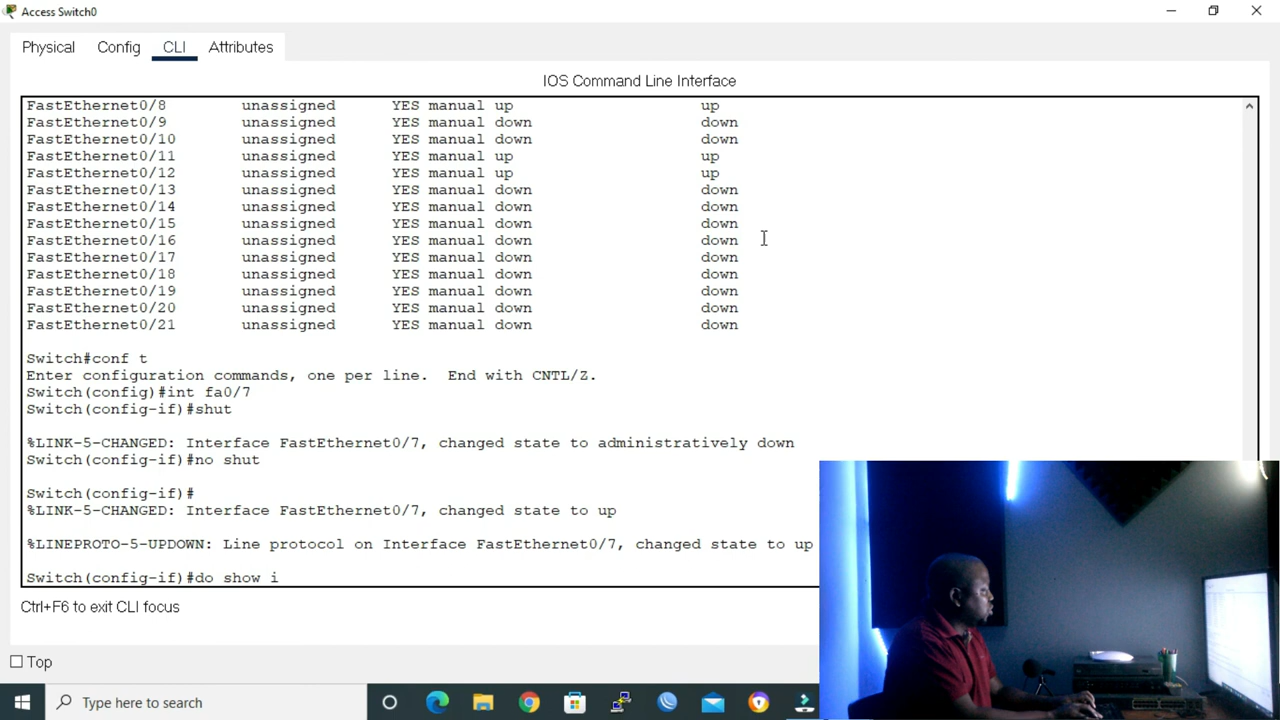 Access Switch0
Physical Config CLI Attributes
IOS Command Line Interface
FastEthernet0/8 unassigned YES manual up up
FastEthernet0/9 unassigned YES manual down down
FastEthernet0/10 unassigned YES manual down down
FastEthernet0/11 unassigned YES manual up up
FastEthernet0/12 unassigned YES manual up up
FastEthernet0/13 unassigned YES manual down down
FastEthernet0/14 unassigned YES manual down down
FastEthernet0/15 unassigned YES manual down down
FastEthernet0/16 unassigned YES manual down down
FastEthernet0/17 unassigned YES manual down down
FastEthernet0/18 unassigned YES manual down down
FastEthernet0/19 unassigned YES manual down down
FastEthernet0/20 unassigned YES manual down down
FastEthernet0/21 unassigned YES manual down down
Switch#conf t
Enter configuration commands, one per line. End with CNTL/Z.
Switch(config)#int fa0/7
Switch(config-if)#shut
%LINK-5-CHANGED: Interface FastEthernet0/7, changed state to administratively down
Switch(config-if)#no shut
Switch(config-if)#
%LINK-5-CHANGED: Interface FastEthernet0/7, changed state to up
%LINEPROTO-5-UPDOWN: Line protocol on Interface FastEthernet0/7, changed state to up
Switch(config-if)#do show i
Ctrl+F6 to exit CLI focus
Top
Type here to search